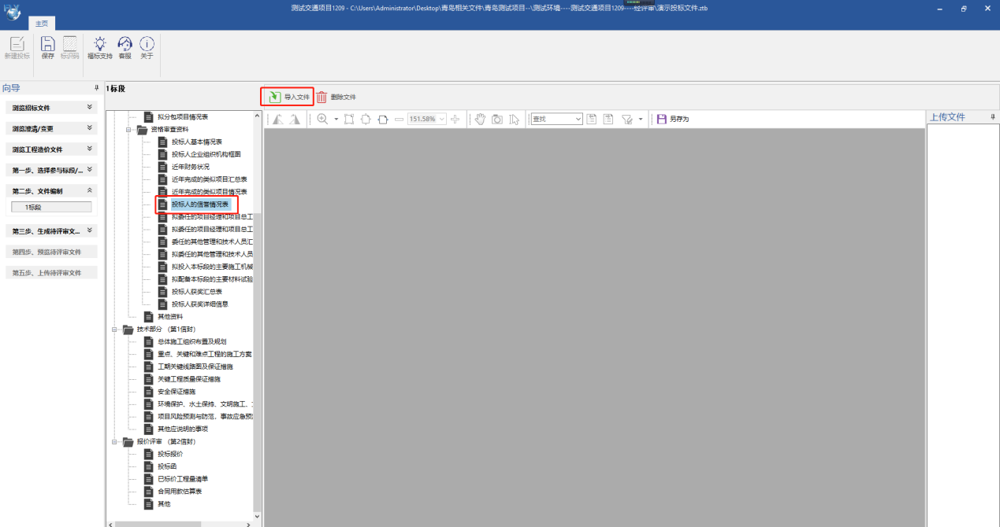 测试交通项目1209 - C:\Users\Administrator\Desktop\青岛相关文件\青岛测试项目--\测试环境----测试交通项目1209----经评审\演示投标文件.ztb
主页
新建投标
保存
标识码
福标支持
客服
关于
向导
浏览招标文件
浏览澄清/变更
浏览工程造价文件
第一步、选择参与标段/...
第二步、文件编制
1标段
第三步、生成待评审文...
第四步、预览待评审文件
第五步、上传待评审文件
1标段
导入文件
删除文件
151.58%
查找
另存为
上传文件
拟分包项目情况表
资格审查资料
投标人基本情况表
投标人企业组织机构框图
近年财务状况
近年完成的类似项目汇总表
近年完成的类似项目情况表
投标人的信誉情况表
拟委任的项目经理和项目总工
拟委任的项目经理和项目总工
委任的其他管理和技术人员汇
拟委任的其他管理和技术人员
拟投入本标段的主要施工机械
拟配备本标段的主要材料试验
投标人获奖汇总表
投标人获奖详细信息
其他资料
技术部分 （第1信封）
总体施工组织布置及规划
重点、关键和难点工程的施工方案
工期关键线路图及保证措施
关键工程质量保证措施
安全保证措施
环境保护、水土保持、文明施工、
项目风险预测与防范，事故应急预
其他应说明的事项
报价评审 （第2信封）
投标报价
投标函
已标价工程量清单
合同用款估算表
其他